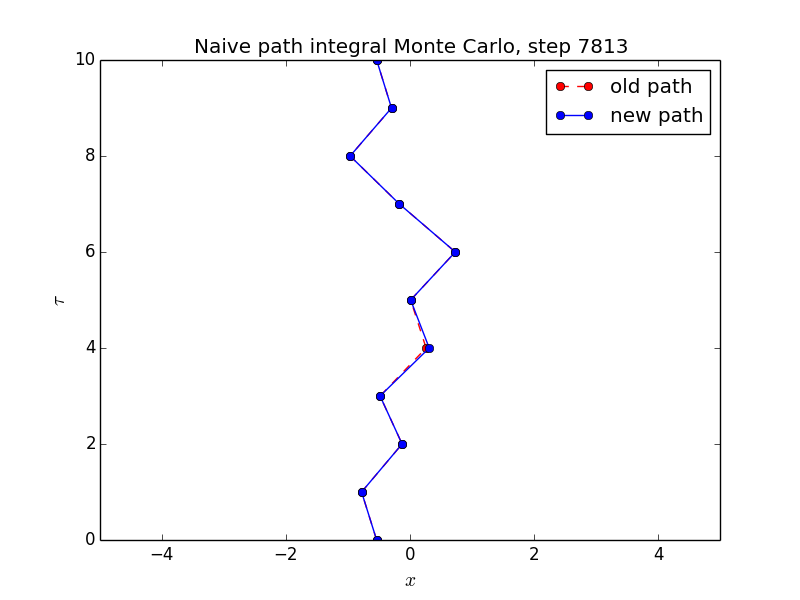 Naive path integral Monte Carlo, step 7813
10
8
6
4
2
0
τ
old path
new path
−4
−2
0
2
4
x